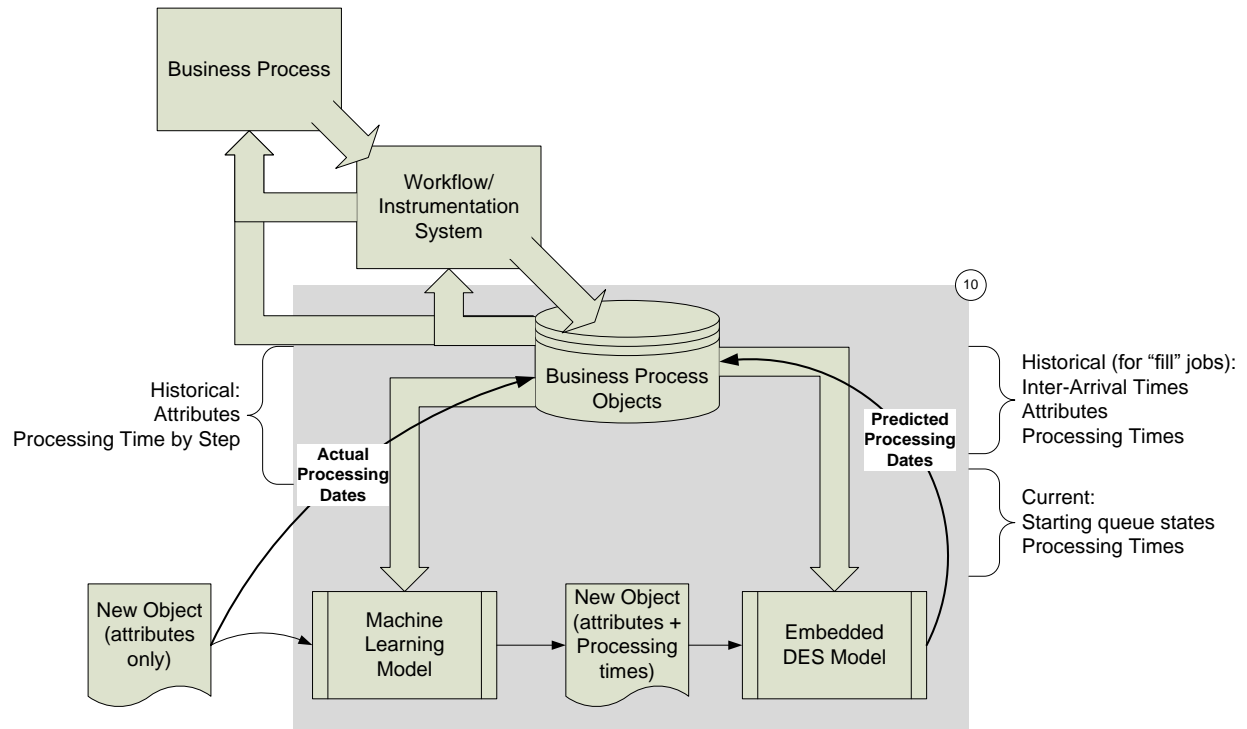 Business Process
Workflow/
Instrumentation
System
10
Business Process
Objects
Historical:
Attributes
Processing Time by Step
Actual
Processing
Dates
Predicted
Processing
Dates
Historical (for “fill” jobs):
Inter-Arrival Times
Attributes
Processing Times
Current:
Starting queue states
Processing Times
New Object
(attributes
only)
Machine
Learning
Model
New Object
(attributes +
Processing
times)
Embedded
DES Model